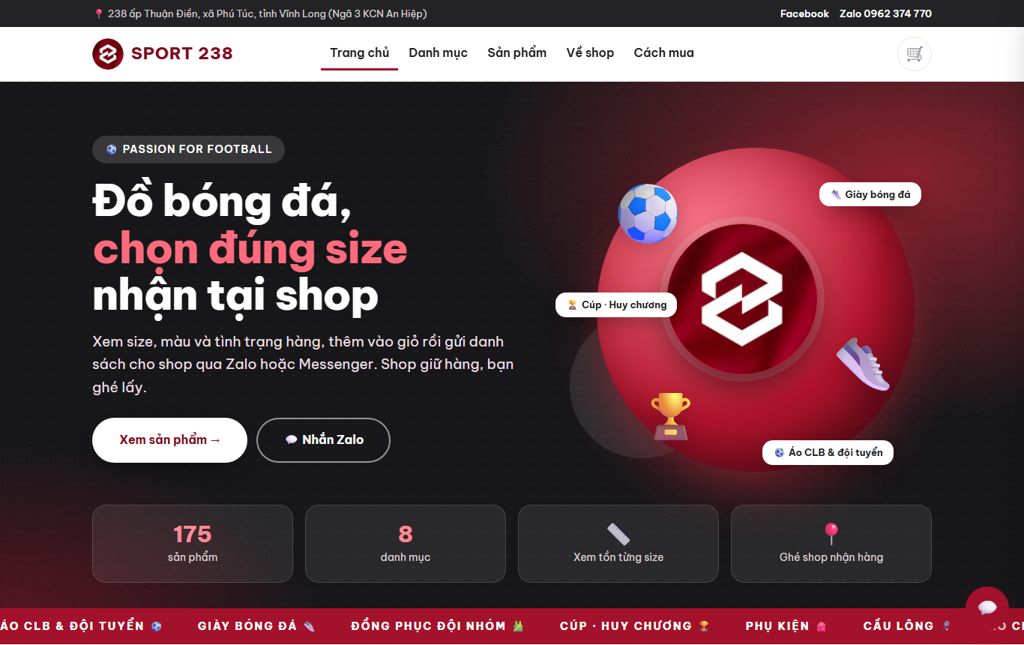 238 ấp Thuận Điền, xã Phú Túc, tỉnh Vĩnh Long (Ngã 3 KCN An Hiệp)
Facebook Zalo 0962 374 770
SPORT 238
Trang chủ Danh mục Sản phẩm Về shop Cách mua
PASSION FOR FOOTBALL
Đồ bóng đá,
chọn đúng size
nhận tại shop
Xem size, màu và tình trạng hàng, thêm vào giỏ rồi gửi danh
sách cho shop qua Zalo hoặc Messenger. Shop giữ hàng, bạn
ghé lấy.
Xem sản phẩm →
Nhắn Zalo
Giày bóng đá
Cúp · Huy chương
Áo CLB & đội tuyển
175
sản phẩm
8
danh mục
Xem tồn từng size
Ghé shop nhận hàng
ÁO CLB & ĐỘI TUYỂN GIÀY BÓNG ĐÁ ĐỒNG PHỤC ĐỘI NHÓM CÚP · HUY CHƯƠNG PHỤ KIỆN CẦU LÔNG